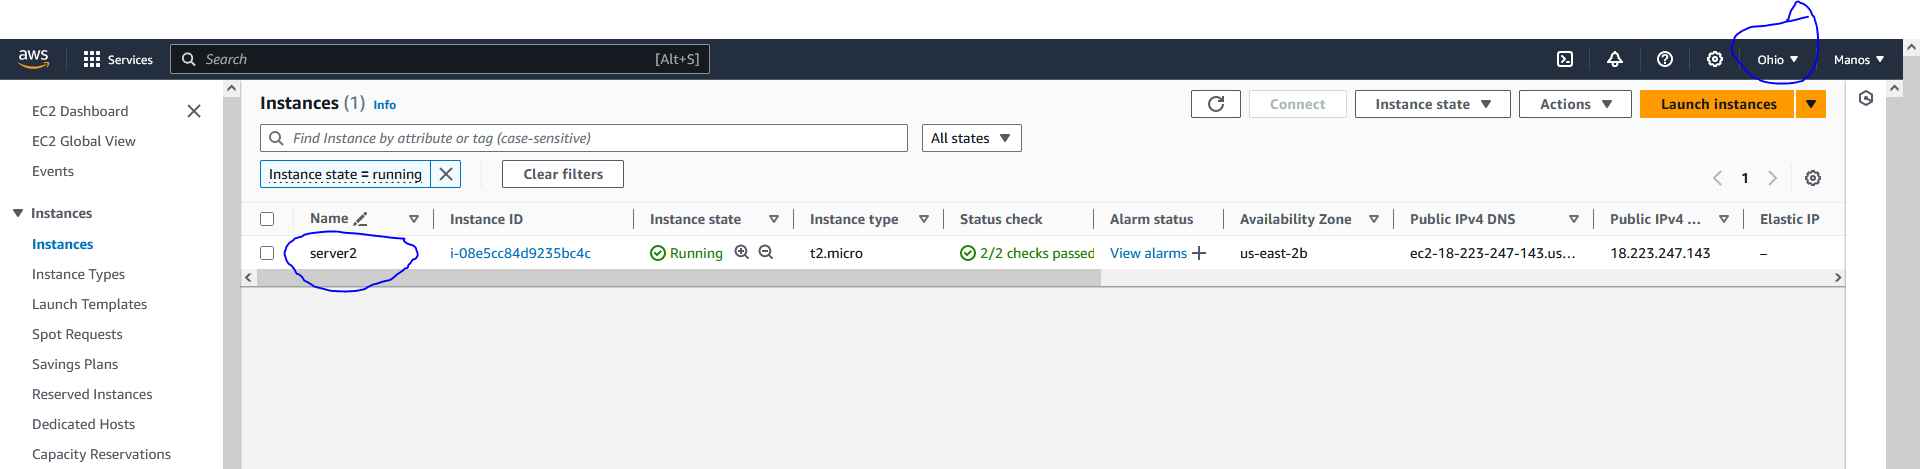 aws Services Search [Alt+S] Ohio Manos
EC2 Dashboard
EC2 Global View
Events
Instances
Instances
Instance Types
Launch Templates
Spot Requests
Savings Plans
Reserved Instances
Dedicated Hosts
Capacity Reservations
Instances (1) Info Connect Instance state Actions Launch instances
Find Instance by attribute or tag (case-sensitive) All states
Instance state = running Clear filters 1
Name Instance ID Instance state Instance type Status check Alarm status Availability Zone Public IPv4 DNS Public IPv4 ... Elastic IP
server2 i-08e5cc84d9235bc4c Running t2.micro 2/2 checks passed View alarms + us-east-2b ec2-18-223-247-143.us... 18.223.247.143 –